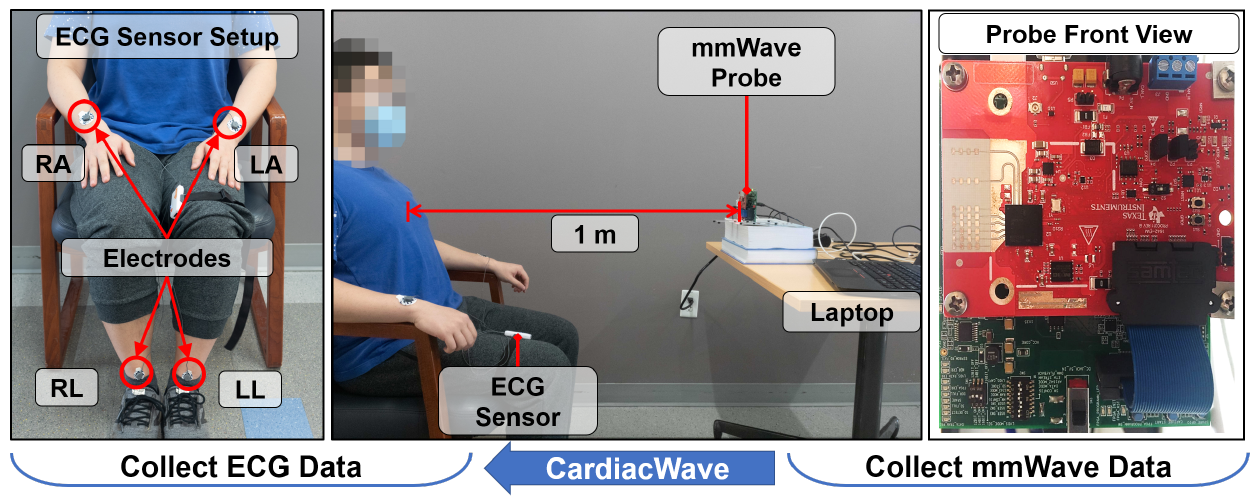 ECG Sensor Setup
RA
LA
Electrodes
RL
LL
mmWave
Probe
1 m
Laptop
ECG
Sensor
Probe Front View
TEXAS
INSTRUMENTS
Collect ECG Data
CardiacWave
Collect mmWave Data